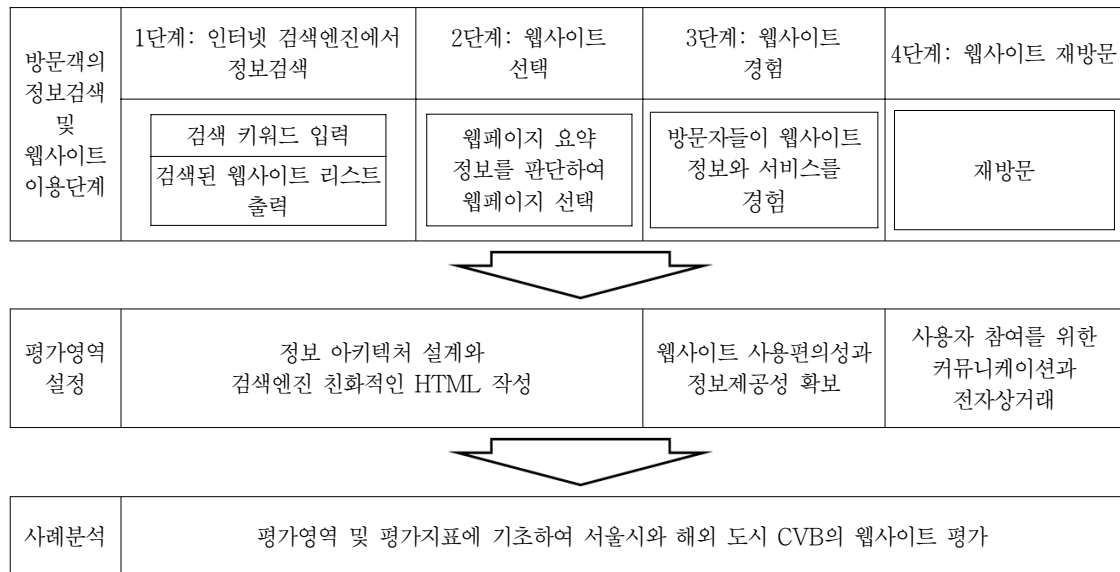 방문객의
정보검색
및
웹사이트
이용단계
1단계: 인터넷 검색엔진에서
정보검색
2단계: 웹사이트
선택
3단계: 웹사이트
경험
4단계: 웹사이트 재방문
검색 키워드 입력
검색된 웹사이트 리스트
출력
웹페이지 요약
정보를 판단하여
웹페이지 선택
방문자들이 웹사이트
정보와 서비스를
경험
재방문
평가영역
설정
정보 아키텍처 설계와
검색엔진 친화적인 HTML 작성
웹사이트 사용편의성과
정보제공성 확보
사용자 참여를 위한
커뮤니케이션과
전자상거래
사례분석
평가영역 및 평가지표에 기초하여 서울시와 해외 도시 CVB의 웹사이트 평가